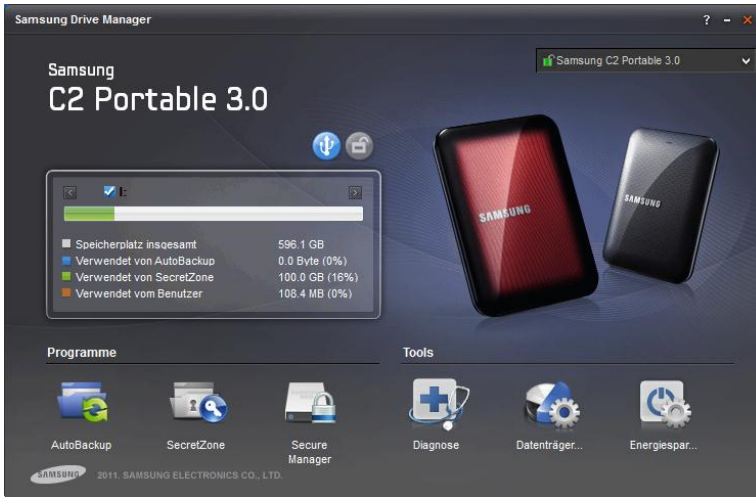 Samsung Drive Manager
? -
Samsung C2 Portable 3.0
Samsung
C2 Portable 3.0
I:
Speicherplatz insgesamt 596.1 GB
Verwendet von AutoBackup 0.0 Byte (0%)
Verwendet von SecretZone 100.0 GB (16%)
Verwendet vom Benutzer 108.4 MB (0%)
SAMSUNG
SAMSUNG
Programme
Tools
AutoBackup
SecretZone
Secure
Manager
Diagnose
Datenträger...
Energiespar...
SAMSUNG 2011. SAMSUNG ELECTRONICS CO., LTD.